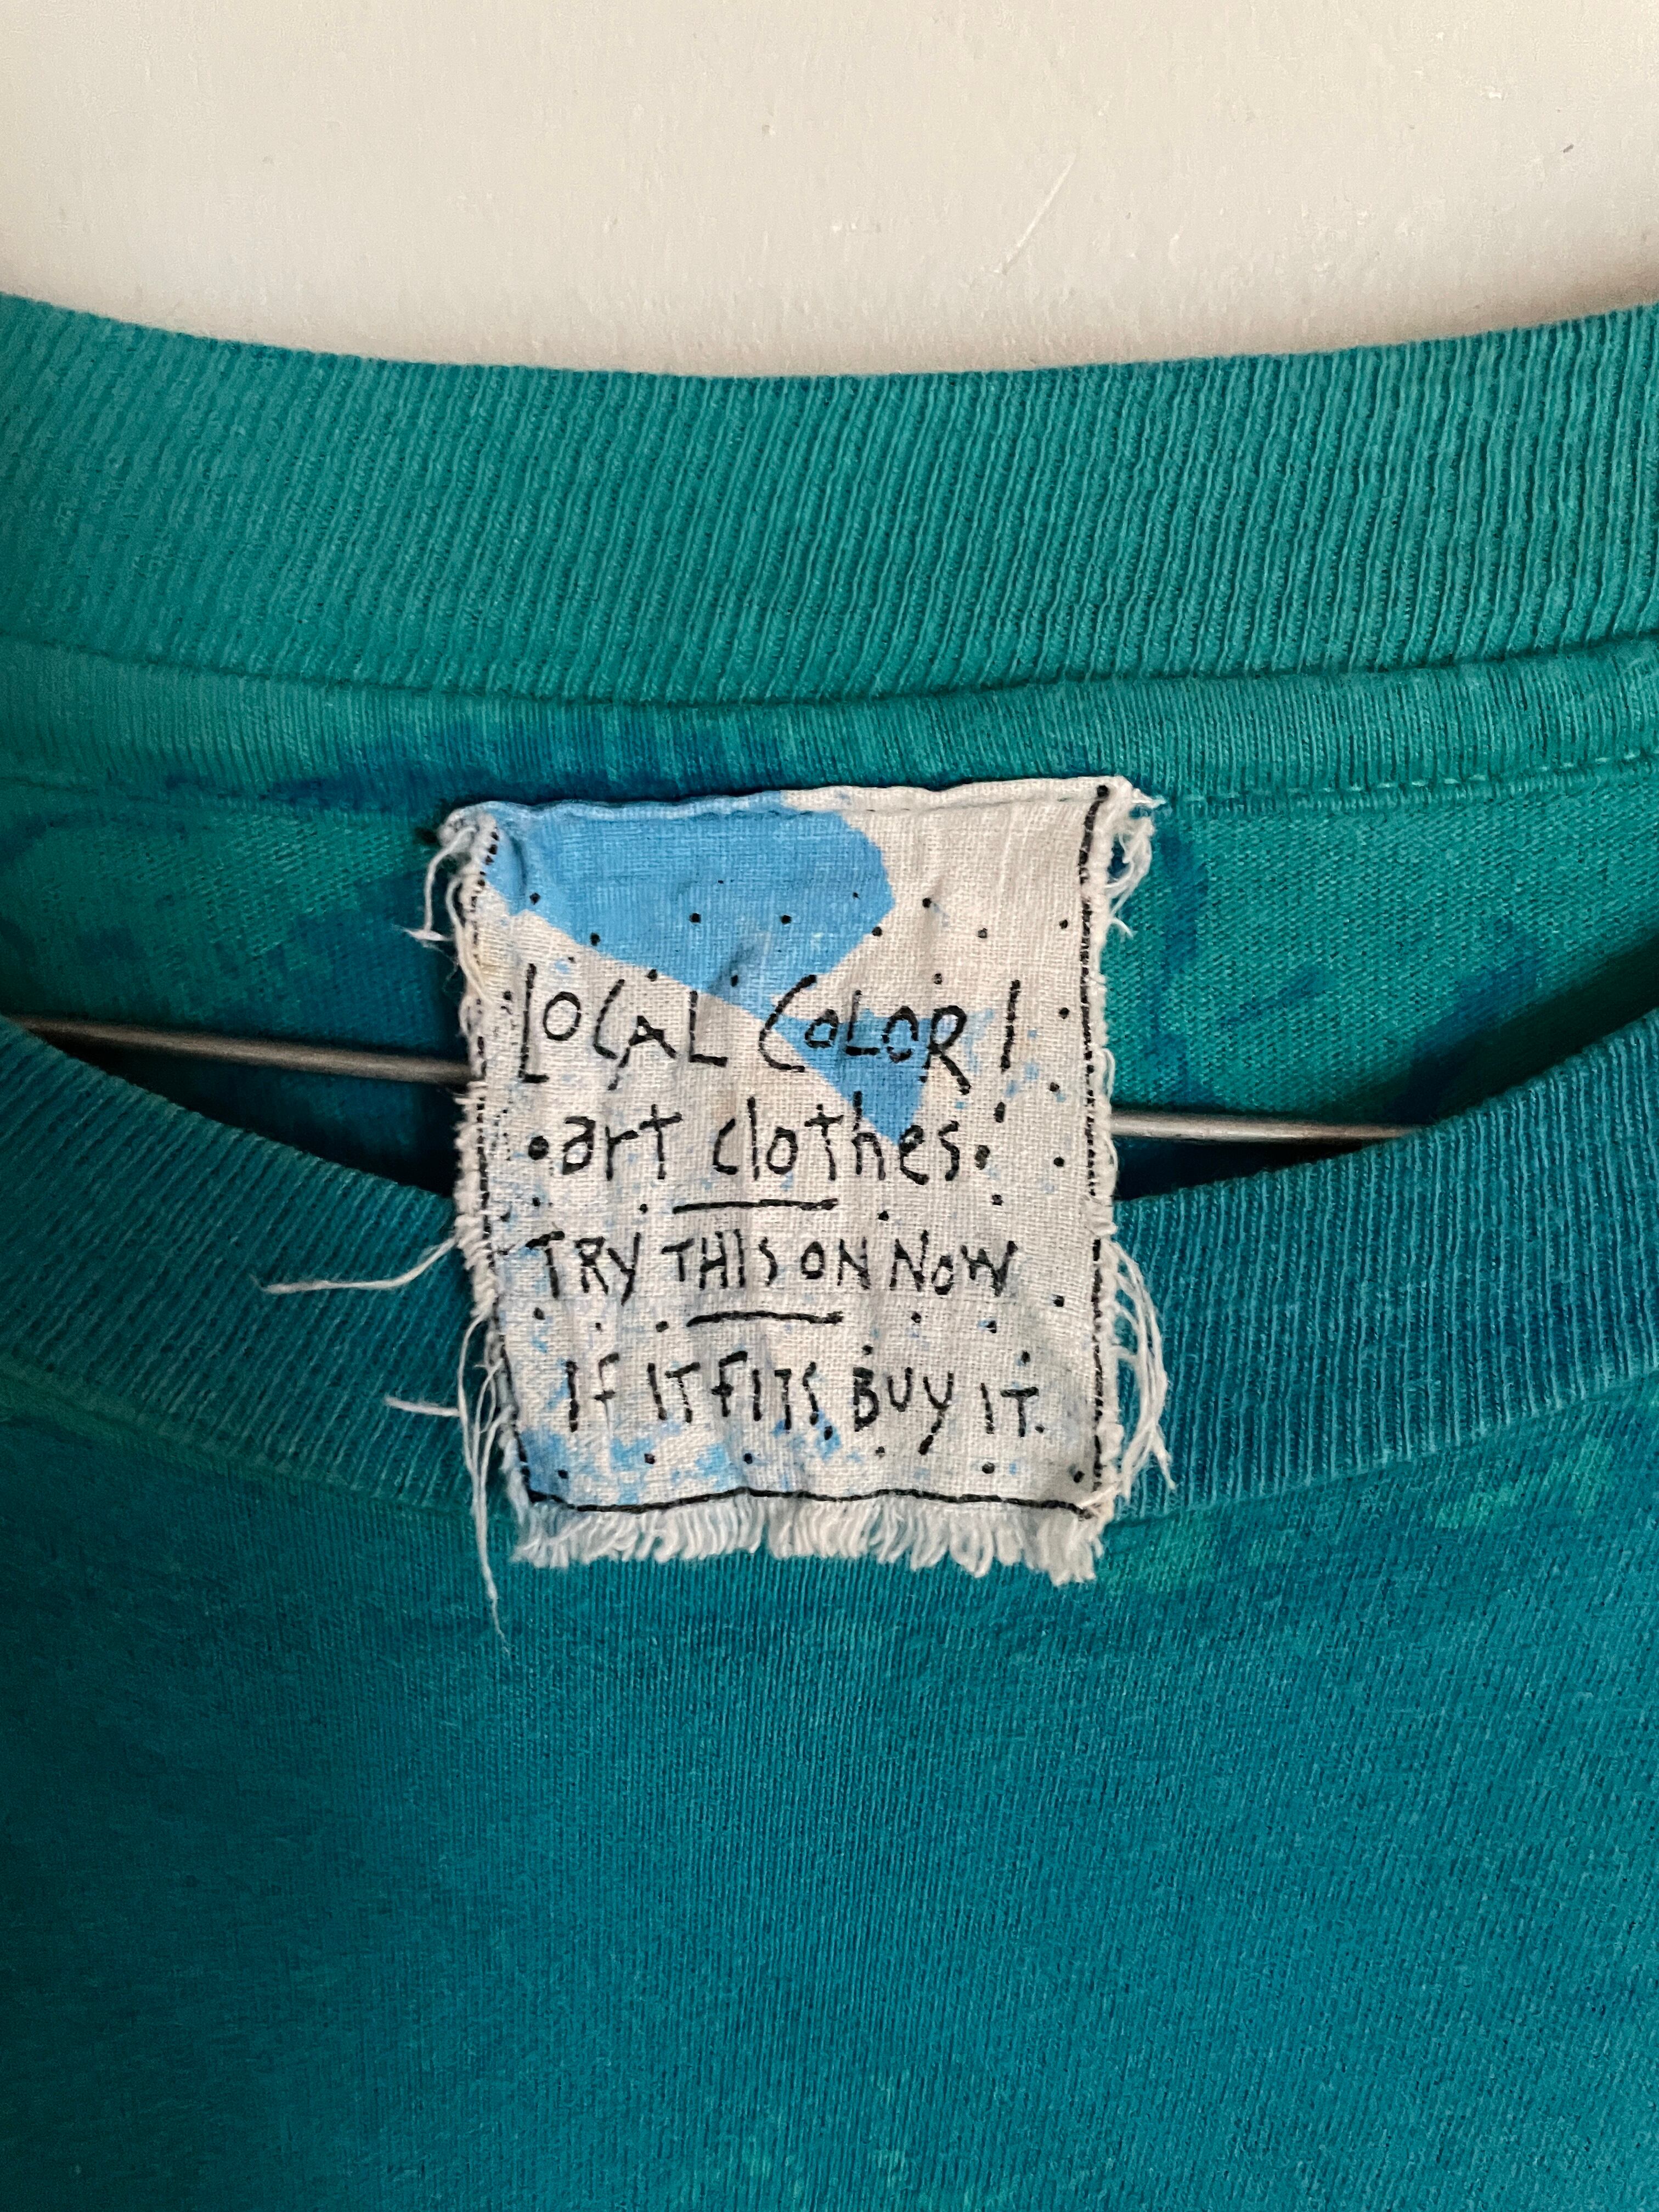 LOCAL COLOR!
•art clothes•
TRY THIS ON NOW
IF IT FITS BUY IT.